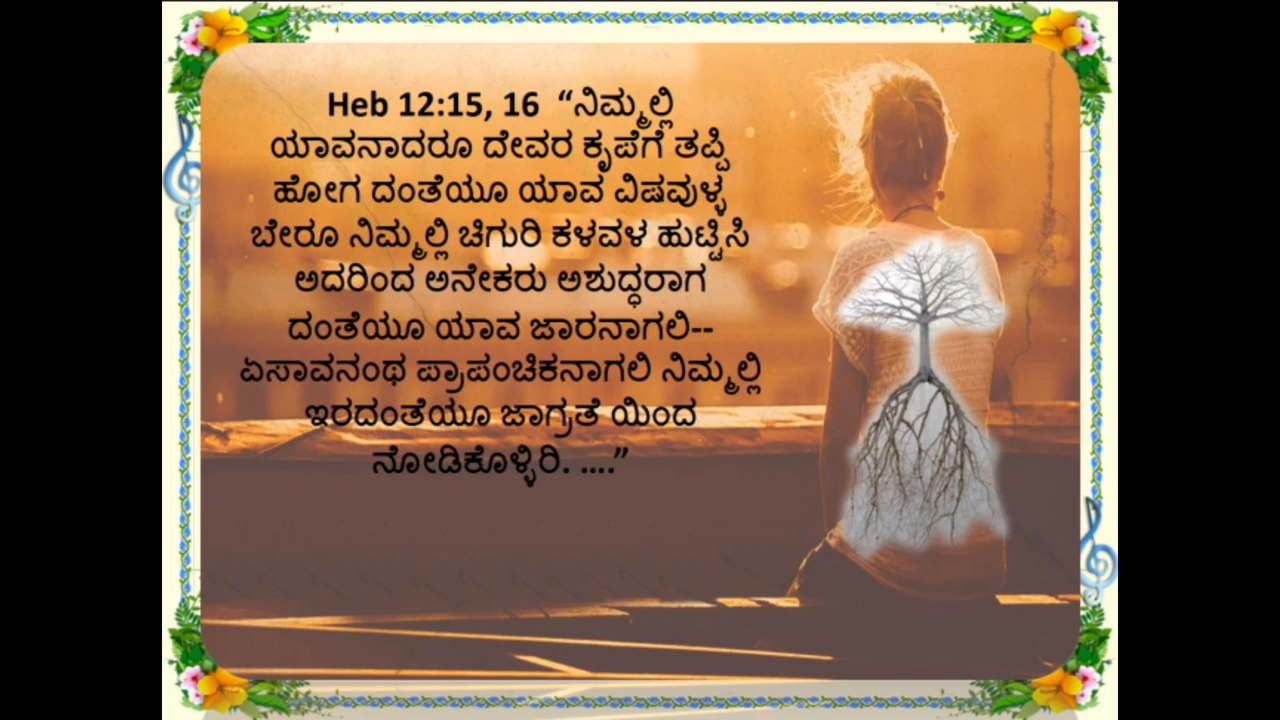 Heb 12:15, 16 “ನಿಮ್ಮಲ್ಲಿ
ಯಾವನಾದರೂ ದೇವರ ಕೃಪೆಗೆ ತಪ್ಪಿ
ಹೋಗ ದಂತೆಯೂ ಯಾವ ವಿಷವುಳ್ಳ
ಬೇರೂ ನಿಮ್ಮಲ್ಲಿ ಚಿಗುರಿ ಕಳವಳ ಹುಟ್ಟಿಸಿ
ಅದರಿಂದ ಅನೇಕರು ಅಶುದ್ಧರಾಗ
ದಂತೆಯೂ ಯಾವ ಜಾರನಾಗಲಿ--
ಏಸಾವನಂಥ ಪ್ರಾಪಂಚಿಕನಾಗಲಿ ನಿಮ್ಮಲ್ಲಿ
ಇರದಂತೆಯೂ ಜಾಗ್ರತೆ ಯಿಂದ
ನೋಡಿಕೊಳ್ಳಿರಿ. ....”